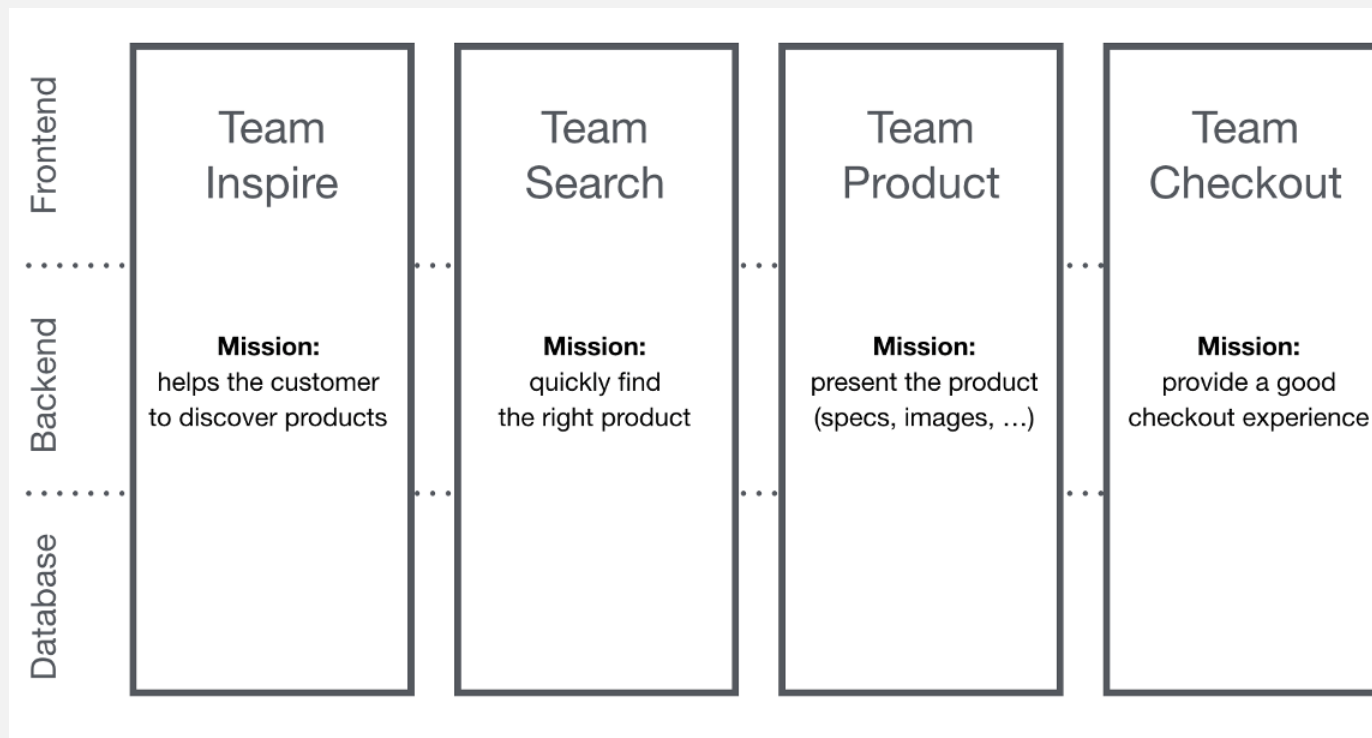 Frontend
Team
Inspire
Team
Search
Team
Product
Team
Checkout
Backend
Mission:
helps the customer
to discover products
Mission:
quickly find
the right product
Mission:
present the product
(specs, images, …)
Mission:
provide a good
checkout experience
Database